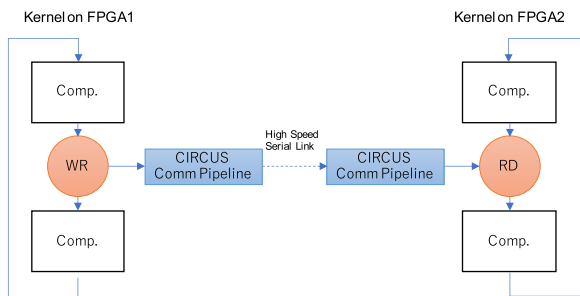 Kernel on FPGA1
Kernel on FPGA2
Comp.
Comp.
High Speed
Serial Link
WR
CIRCUS
Comm Pipeline
CIRCUS
Comm Pipeline
RD
Comp.
Comp.